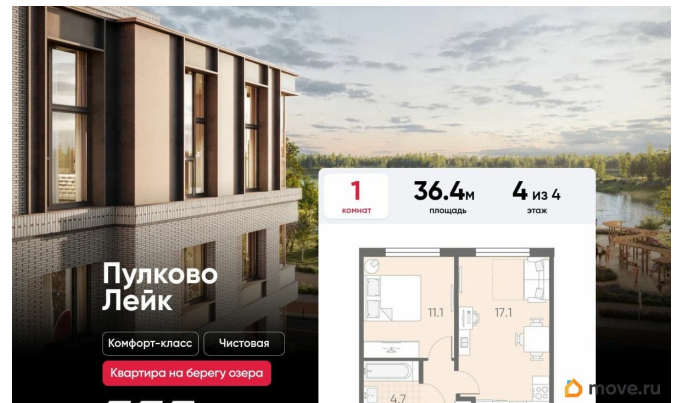 1
комнат
36.4м
площадь
4 из 4
этаж
Пулково
Лейк
Комфорт-класс
Чистовая
Квартира на берегу озера
11.1
17.1
4.7
move.ru